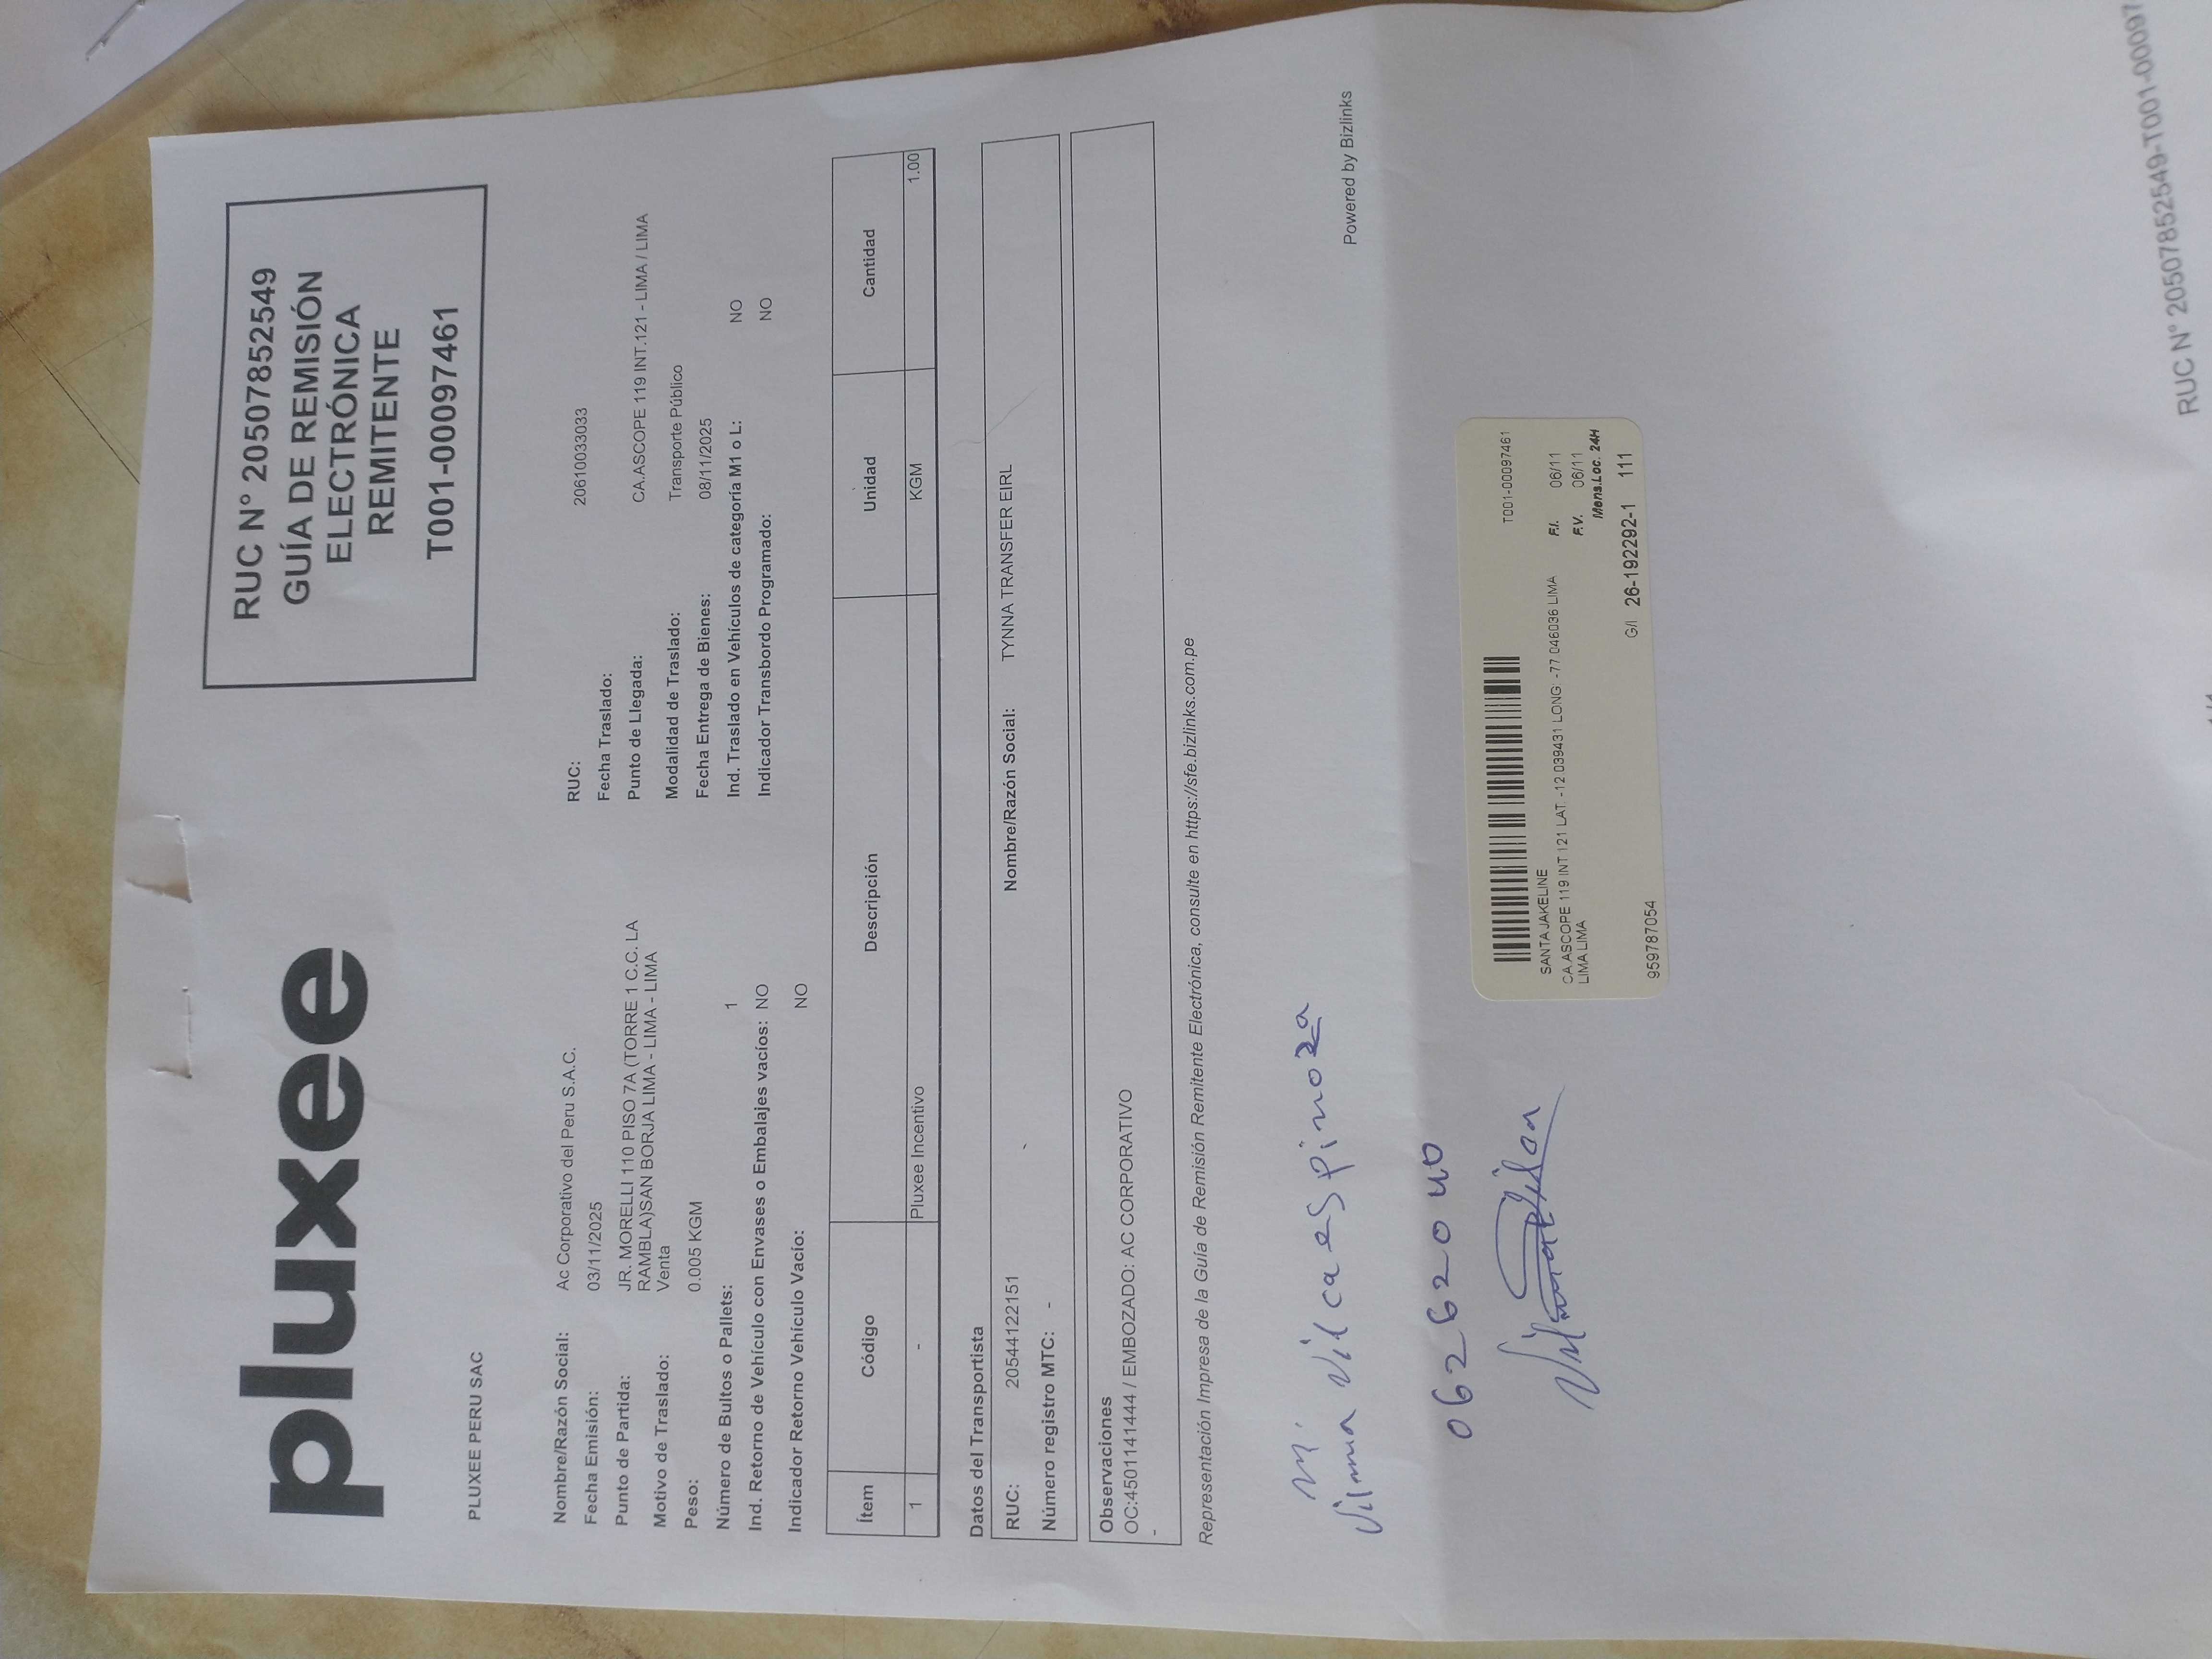 pluxee
RUC N° 20507852549
GUÍA DE REMISIÓN
ELECTRÓNICA
REMITENTE
T001-00097461
PLUXEE PERU SAC
Nombre/Razón Social: Ac Corporativo del Peru S.A.C.
Fecha Emisión: 03/11/2025
Punto de Partida: JR. MORELLI 110 PISO 7A (TORRE 1 C.C. LA
RAMBLA)SAN BORJA LIMA - LIMA - LIMA
Motivo de Traslado: Venta
Peso: 0.005 KGM
Número de Bultos o Pallets: 1
Ind. Retorno de Vehículo con Envases o Embalajes vacíos: NO
Indicador Retorno Vehículo Vacío: NO
RUC: 20610033033
Fecha Traslado:
Punto de Llegada: CA.ASCOPE 119 INT.121 - LIMA / LIMA
Modalidad de Traslado: Transporte Público
Fecha Entrega de Bienes: 08/11/2025
Ind. Traslado en Vehículos de categoría M1 o L: NO
Indicador Transbordo Programado: NO
Ítem Código Descripción Unidad Cantidad
1 - Pluxee Incentivo KGM 1.00
Datos del Transportista
RUC: 20544122151 Nombre/Razón Social: TYNNA TRANSFER EIRL
Número registro MTC: -
Observaciones
OC:4501141444 / EMBOZADO: AC CORPORATIVO
-
Representación Impresa de la Guía de Remisión Remitente Electrónica, consulte en https://sfe.bizlinks.com.pe
Powered by Bizlinks
Vilma Vilca espinoza
06262040
T001-00097461
SANTA JAKELINE
CA.ASCOPE 119 INT 121 LAT. -12.039431 LONG: -77.046036 LIMA
LIMA.LIMA
F.I. 06/11
F.V. 06/11
Mens.Loc. 24H
G/I 26-192292-1 111
959787054
RUC N° 20507852549-T001-00097